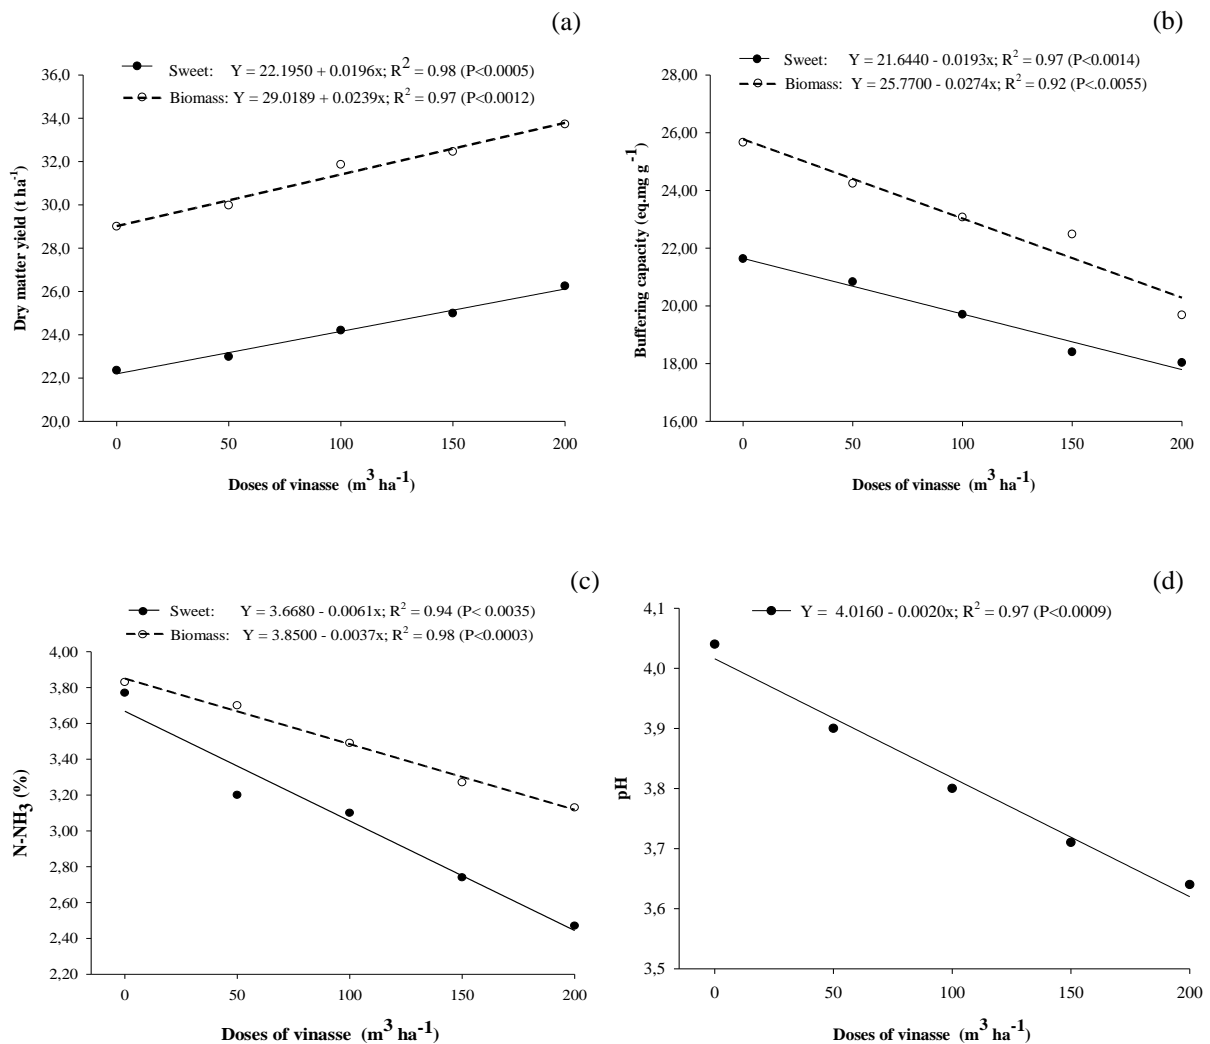 (a)
Sweet: Y = 22.1950 + 0.0196x; R2 = 0.98 (P<0.0005)
Biomass: Y = 29.0189 + 0.0239x; R2 = 0.97 (P<0.0012)
36,0
34,0
32,0
30,0
28,0
26,0
24,0
22,0
20,0
Dry matter yield (t ha-1)
0 50 100 150 200
Doses of vinasse (m3 ha-1)
(b)
Sweet: 21.6440 - 0.0193x; R2 = 0.97 (P<0.0014)
Biomass: Y = 25.7700 - 0.0274x; R2 = 0.92 (P<.0.0055)
28,00
26,00
24,00
22,00
20,00
18,00
16,00
Buffering capacity (eq.mg g-1)
0 50 100 150 200
Doses of vinasse (m3 ha-1)
(c)
Sweet: Y = 3.6680 - 0.0061x; R2 = 0.94 (P< 0.0035)
Biomass: Y = 3.8500 - 0.0037x; R2 = 0.98 (P<0.0003)
4,00
3,80
3,60
3,40
3,20
3,00
2,80
2,60
2,40
2,20
N-NH3 (%)
0 50 100 150 200
Doses of vinasse (m3 ha-1)
(d)
Y = 4.0160 - 0.0020x; R2 = 0.97 (P<0.0009)
4,1
4,0
3,9
3,8
3,7
3,6
3,5
pH
0 50 100 150 200
Doses of vinasse (m3 ha-1)